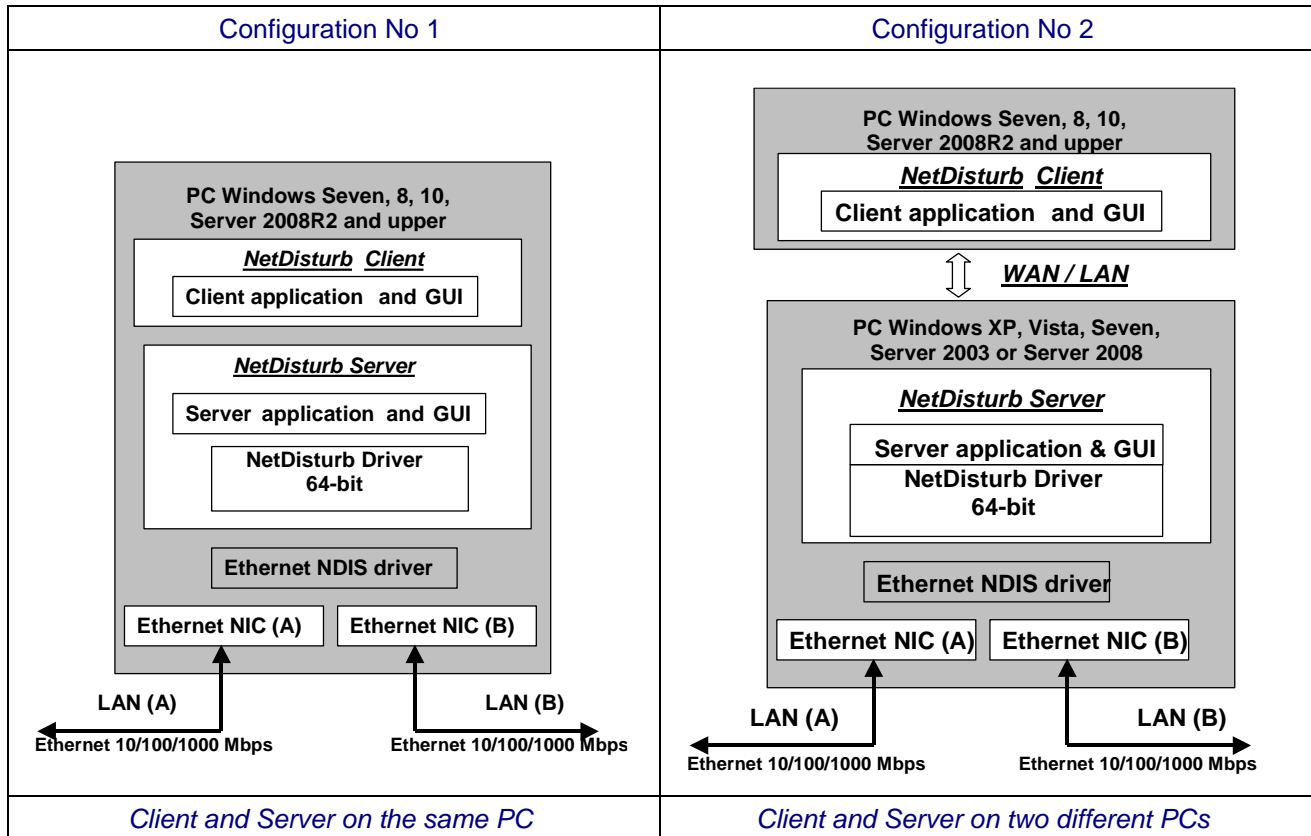 Configuration No 1
PC Windows Seven, 8, 10,
Server 2008R2 and upper
NetDisturb Client
Client application and GUI
NetDisturb Server
Server application and GUI
NetDisturb Driver
64-bit
Ethernet NDIS driver
Ethernet NIC (A)
Ethernet NIC (B)
LAN (A)
LAN (B)
Ethernet 10/100/1000 Mbps
Ethernet 10/100/1000 Mbps
Client and Server on the same PC
Configuration No 2
PC Windows Seven, 8, 10,
Server 2008R2 and upper
NetDisturb Client
Client application and GUI
WAN / LAN
PC Windows XP, Vista, Seven,
Server 2003 or Server 2008
NetDisturb Server
Server application & GUI
NetDisturb Driver
64-bit
Ethernet NDIS driver
Ethernet NIC (A)
Ethernet NIC (B)
LAN (A)
LAN (B)
Ethernet 10/100/1000 Mbps
Ethernet 10/100/1000 Mbps
Client and Server on two different PCs